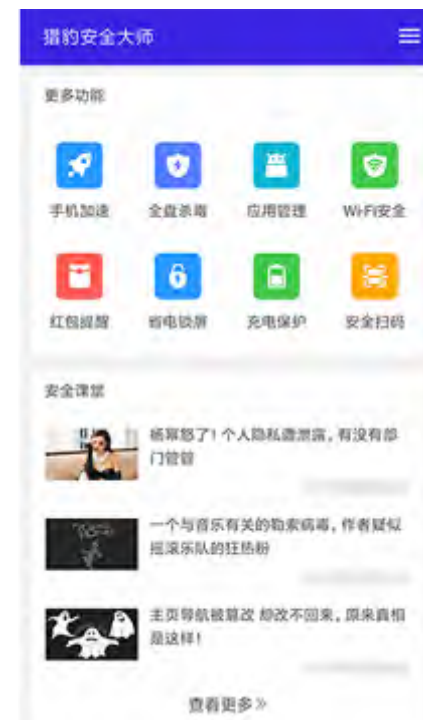 猎豹安全大师
更多功能
手机加速 全盘杀毒 应用管理 Wi-Fi安全
红包提醒 省电锁屏 充电保护 安全扫码
安全课堂
杨幂怒了！个人隐私遭泄露，有没有部
门管管
一个与音乐有关的勒索病毒，作者疑似
摇滚乐队的狂热粉
主页导航被篡改 却改不回来，原来真相
是这样！
查看更多》